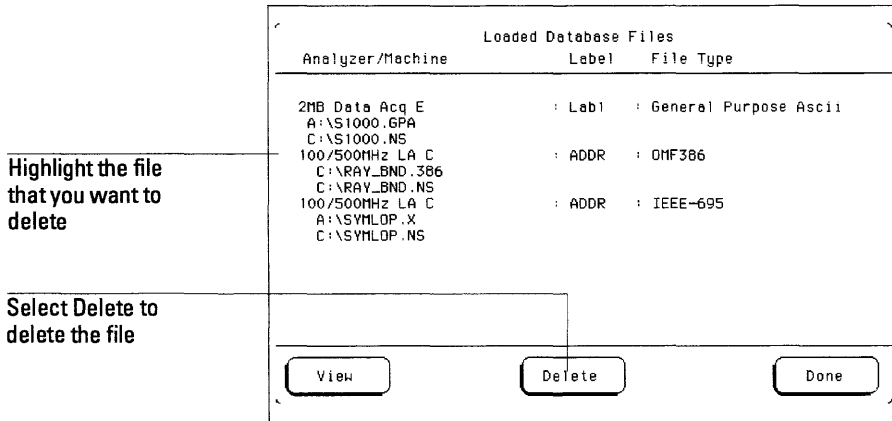 Loaded Database Files
Analyzer/Machine Label File Type
2MB Data Acq E : Lab1 : General Purpose Ascii
A:\S1000.GPA
C:\S1000.NS
100/500MHz LA C : ADDR : OMF386
C:\RAY_BND.386
C:\RAY_BND.NS
100/500MHz LA C : ADDR : IEEE-695
A:\SYMLOP.X
C:\SYMLOP.NS
Highlight the file
that you want to
delete
Select Delete to
delete the file
View Delete Done